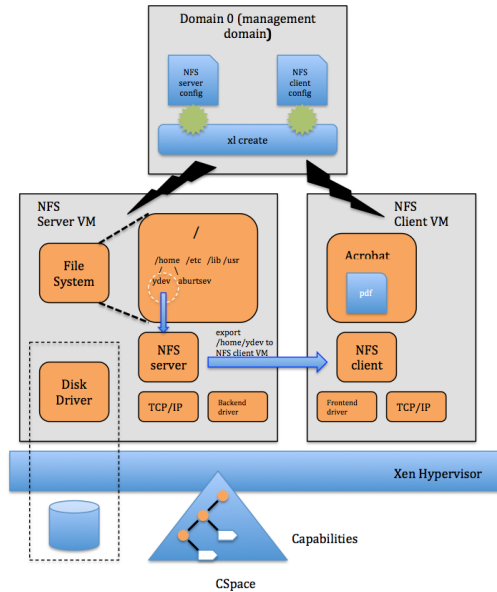 Domain 0 (management
domain)
NFS
server
config
NFS
client
config
xl create
NFS
Server VM
NFS
Client VM
/
/home /etc /lib /usr
/ \
ydev aburtsev
File
System
Acrobat
pdf
export
/home/ydev to
NFS client VM
NFS
server
NFS
client
Disk
Driver
TCP/IP
Backend
driver
Frontend
driver
TCP/IP
Xen Hypervisor
Capabilities
CSpace